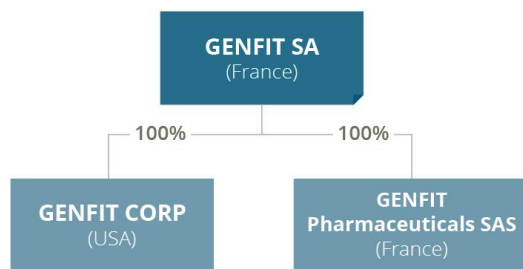 GENFIT SA
(France)
100%
100%
GENFIT CORP
(USA)
GENFIT
Pharmaceuticals SAS
(France)